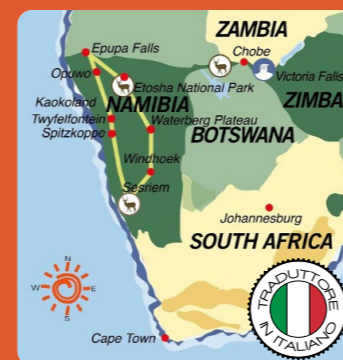 ZAMBIA
Epupa Falls
Chobe
Opuwo
Victoria Falls
Etosha National Park
Kaokoland
NAMIBIA
ZIMBA
Twyfelfontein
Waterberg Plateau
Spitzkoppe
BOTSWANA
Windhoek
Sesriem
Johannesburg
SOUTH AFRICA
N
W
E
S
TRADUTTORE
IN ITALIANO
Cape Town